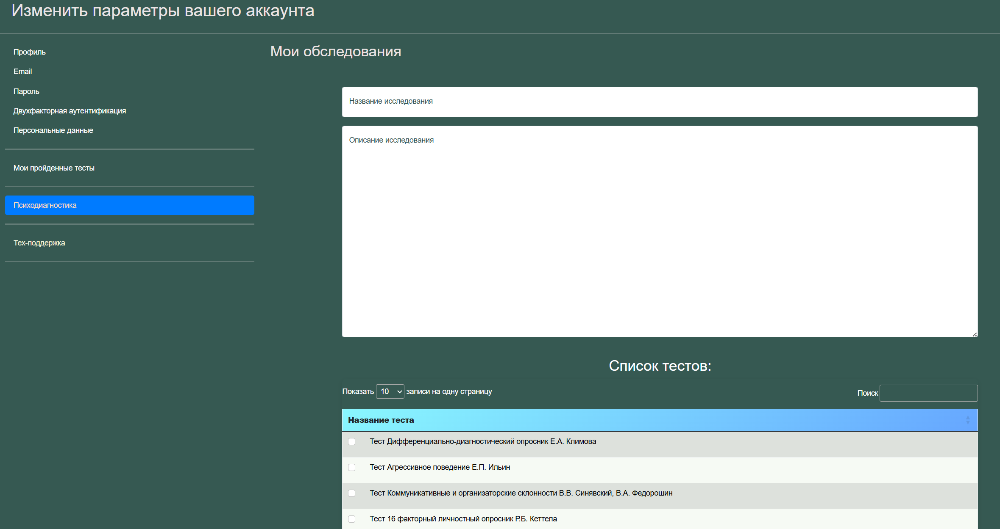 Изменить параметры вашего аккаунта
Профиль
Email
Пароль
Двухфакторная аутентификация
Персональные данные
Мои пройденные тесты
Психодиагностика
Тех-поддержка
Мои обследования
Название исследования
Описание исследования
Список тестов:
Показать 10 записи на одну страницу
Поиск
Название теста
Тест Дифференциально-диагностический опросник Е.А. Климова
Тест Агрессивное поведение Е.П. Ильин
Тест Коммуникативные и организаторские склонности В.В. Синявский, В.А. Федорошин
Тест 16 факторный личностный опросник Р.Б. Кеттела